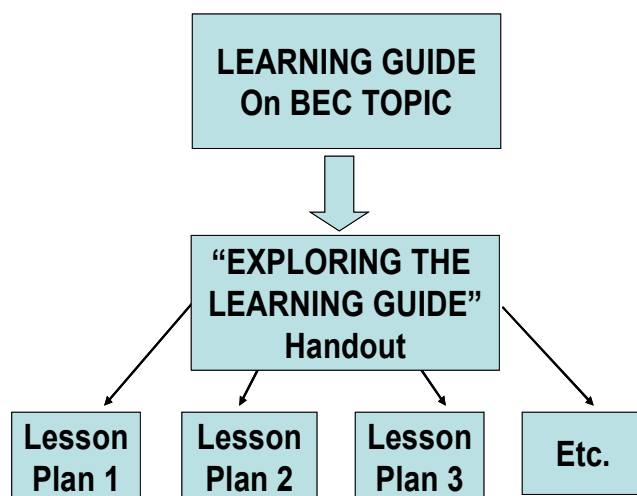 LEARNING GUIDE
On BEC TOPIC
“EXPLORING THE
LEARNING GUIDE”
Handout
Lesson
Plan 1
Lesson
Plan 2
Lesson
Plan 3
Etc.